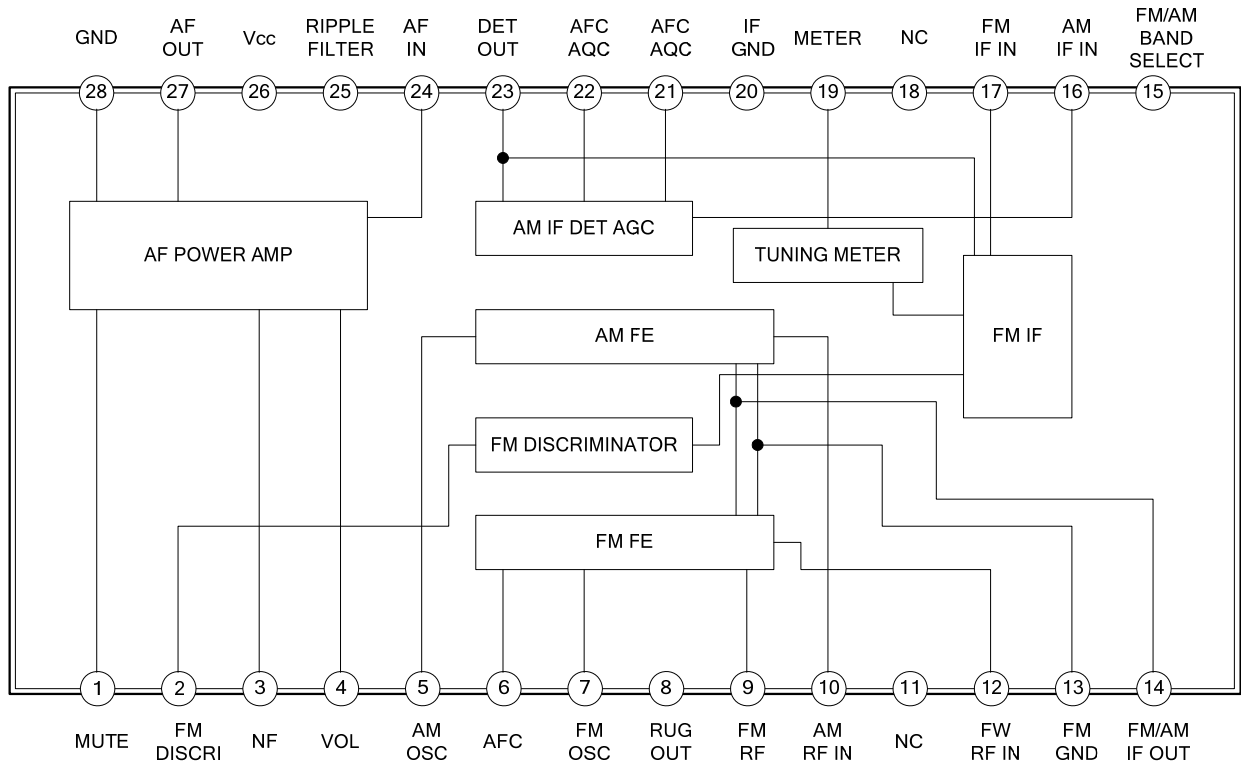 GND
AF
OUT
Vcc
RIPPLE
FILTER
AF
IN
DET
OUT
AFC
AQC
AFC
AQC
IF
GND
METER
NC
FM
IF IN
AM
IF IN
FM/AM
BAND
SELECT
28
27
26
25
24
23
22
21
20
19
18
17
16
15
AF POWER AMP
AM IF DET AGC
TUNING METER
AM FE
FM IF
FM DISCRIMINATOR
FM FE
1
2
3
4
5
6
7
8
9
10
11
12
13
14
MUTE
FM
DISCRI
NF
VOL
AM
OSC
AFC
FM
OSC
RUG
OUT
FM
RF
AM
RF IN
NC
FW
RF IN
FM
GND
FM/AM
IF OUT